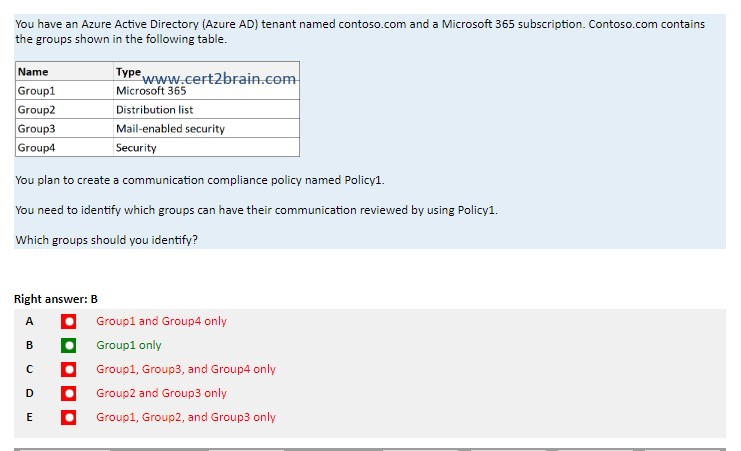 You have an Azure Active Directory (Azure AD) tenant named contoso.com and a Microsoft 365 subscription. Contoso.com contains
the groups shown in the following table.
Name Type
www.cert2brain.com
Group1 Microsoft 365
Group2 Distribution list
Group3 Mail-enabled security
Group4 Security
You plan to create a communication compliance policy named Policy1.
You need to identify which groups can have their communication reviewed by using Policy1.
Which groups should you identify?
Right answer: B
A Group1 and Group4 only
B Group1 only
C Group1, Group3, and Group4 only
D Group2 and Group3 only
E Group1, Group2, and Group3 only